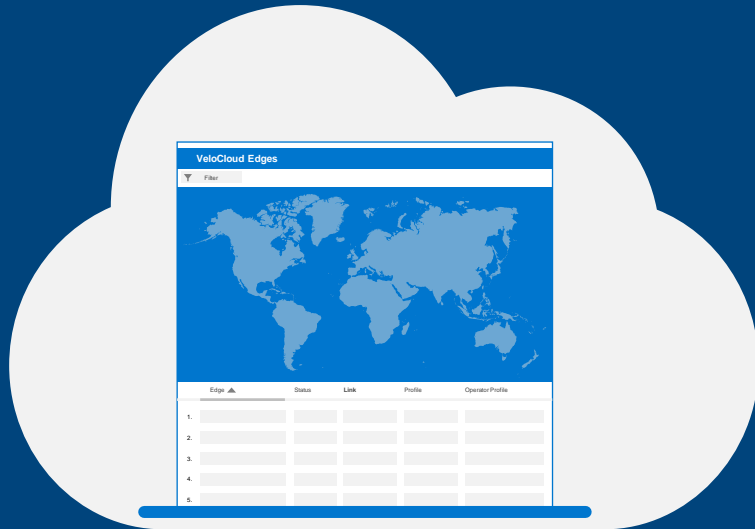 VeloCloud Edges
Filter
Edge Status Link Profile Operator Profile
1.
2.
3.
4.
5.